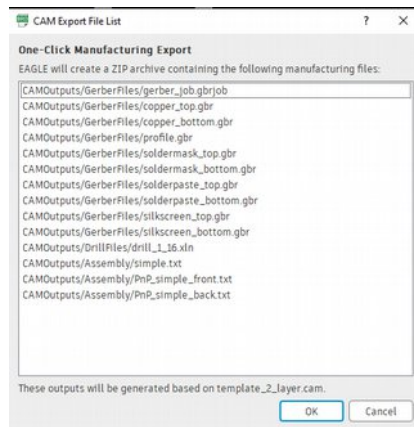 CAM Export File List ? X
One-Click Manufacturing Export
EAGLE will create a ZIP archive containing the following manufacturing files:
CAMOutputs/GerberFiles/gerber_job.gbrjob
CAMOutputs/GerberFiles/copper_top.gbr
CAMOutputs/GerberFiles/copper_bottom.gbr
CAMOutputs/GerberFiles/profile.gbr
CAMOutputs/GerberFiles/soldermask_top.gbr
CAMOutputs/GerberFiles/soldermask_bottom.gbr
CAMOutputs/GerberFiles/solderpaste_top.gbr
CAMOutputs/GerberFiles/solderpaste_bottom.gbr
CAMOutputs/GerberFiles/silkscreen_top.gbr
CAMOutputs/GerberFiles/silkscreen_bottom.gbr
CAMOutputs/DrillFiles/drill_1_16.xln
CAMOutputs/Assembly/simple.txt
CAMOutputs/Assembly/PnP_simple_front.txt
CAMOutputs/Assembly/PnP_simple_back.txt
These outputs will be generated based on template_2_layer.cam.
OK Cancel